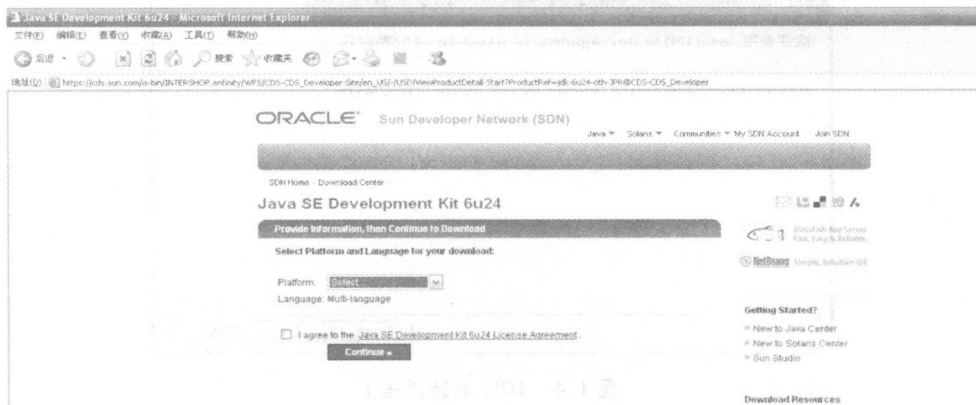 Java SE Development Kit 6u24 - Microsoft Internet Explorer
文件(F) 编辑(E) 查看(V) 收藏(A) 工具(T) 帮助(H)
后退 搜索 收藏夹
地址(D) https://cds.sun.com/is-bin/INTERSHOP.enfinity/WFS/CDS-CDS_Developer-Site/en_US/-/USD/ViewProductDetail-Start?ProductRef=jdk-6u24-oth-JPR@CDS-CDS_Developer
ORACLE Sun Developer Network (SDN)
Java Solaris Communities My SDN Account Join SDN
SDN Home Download Center
Java SE Development Kit 6u24
Provide Information, then Continue to Download
Select Platform and Language for your download:
GlassFish App Server
Fast, Easy & Reliable
NetBeans Simple, Intuitive IDE
Platform: Select...
Language: Multi-language
Getting Started?
I agree to the Java SE Development Kit 6u24 License Agreement.
» New to Java Center
» New to Solaris Center
Continue »
» Sun Studio
Download Resources